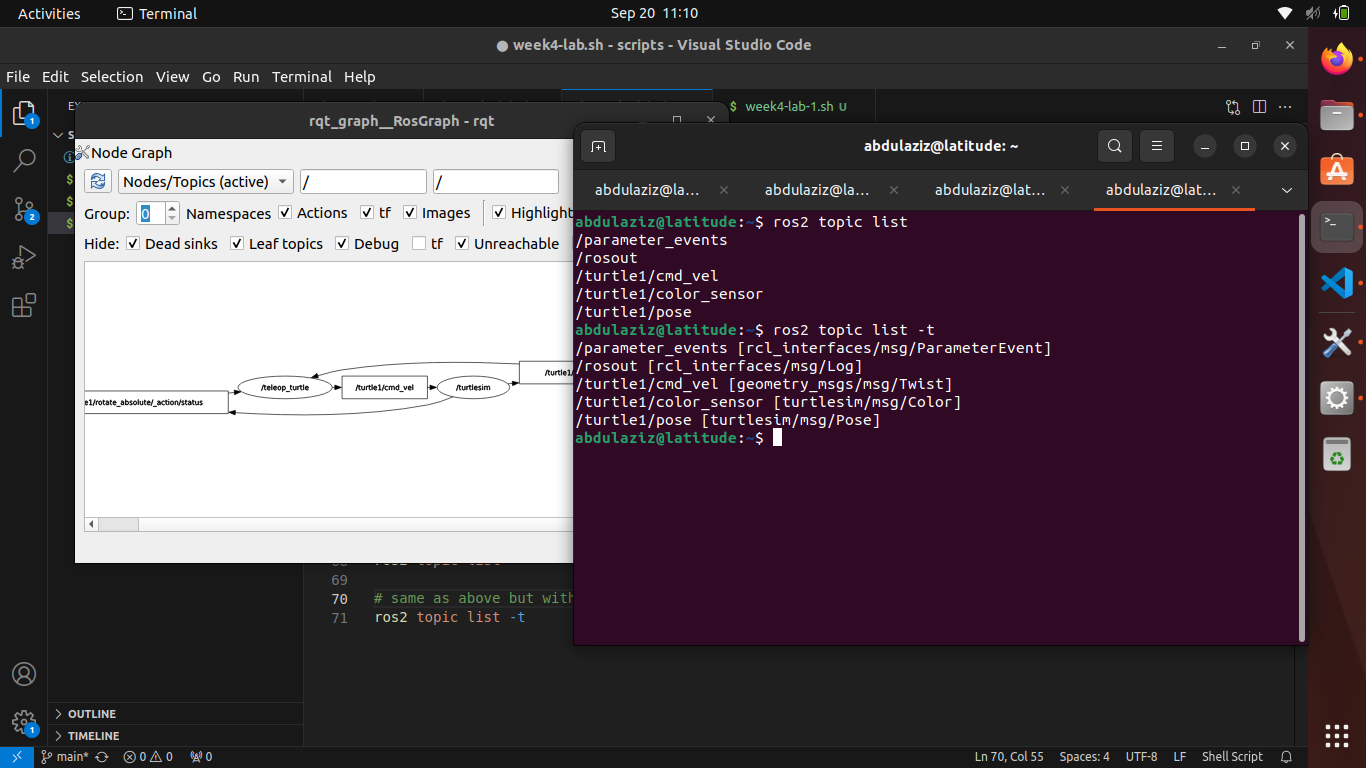 Activities Terminal Sep 20 11:10
week4-lab.sh - scripts - Visual Studio Code
File Edit Selection View Go Run Terminal Help
$ week4-lab-1.sh U
rqt_graph__RosGraph - rqt
Node Graph
Nodes/Topics (active) / /
Group: 0 Namespaces Actions tf Images Highlight
Hide: Dead sinks Leaf topics Debug tf Unreachable
e1/rotate_absolute/_action/status
/teleop_turtle
/turtle1/cmd_vel
/turtlesim
/turtle1/
abdulaziz@latitude: ~
abdulaziz@la... abdulaziz@la... abdulaziz@lat... abdulaziz@lat...
abdulaziz@latitude:~$ ros2 topic list
/parameter_events
/rosout
/turtle1/cmd_vel
/turtle1/color_sensor
/turtle1/pose
abdulaziz@latitude:~$ ros2 topic list -t
/parameter_events [rcl_interfaces/msg/ParameterEvent]
/rosout [rcl_interfaces/msg/Log]
/turtle1/cmd_vel [geometry_msgs/msg/Twist]
/turtle1/color_sensor [turtlesim/msg/Color]
/turtle1/pose [turtlesim/msg/Pose]
abdulaziz@latitude:~$
69
70 # same as above but with
71 ros2 topic list -t
OUTLINE
TIMELINE
main* 0 0 0 Ln 70, Col 55 Spaces: 4 UTF-8 LF Shell Script